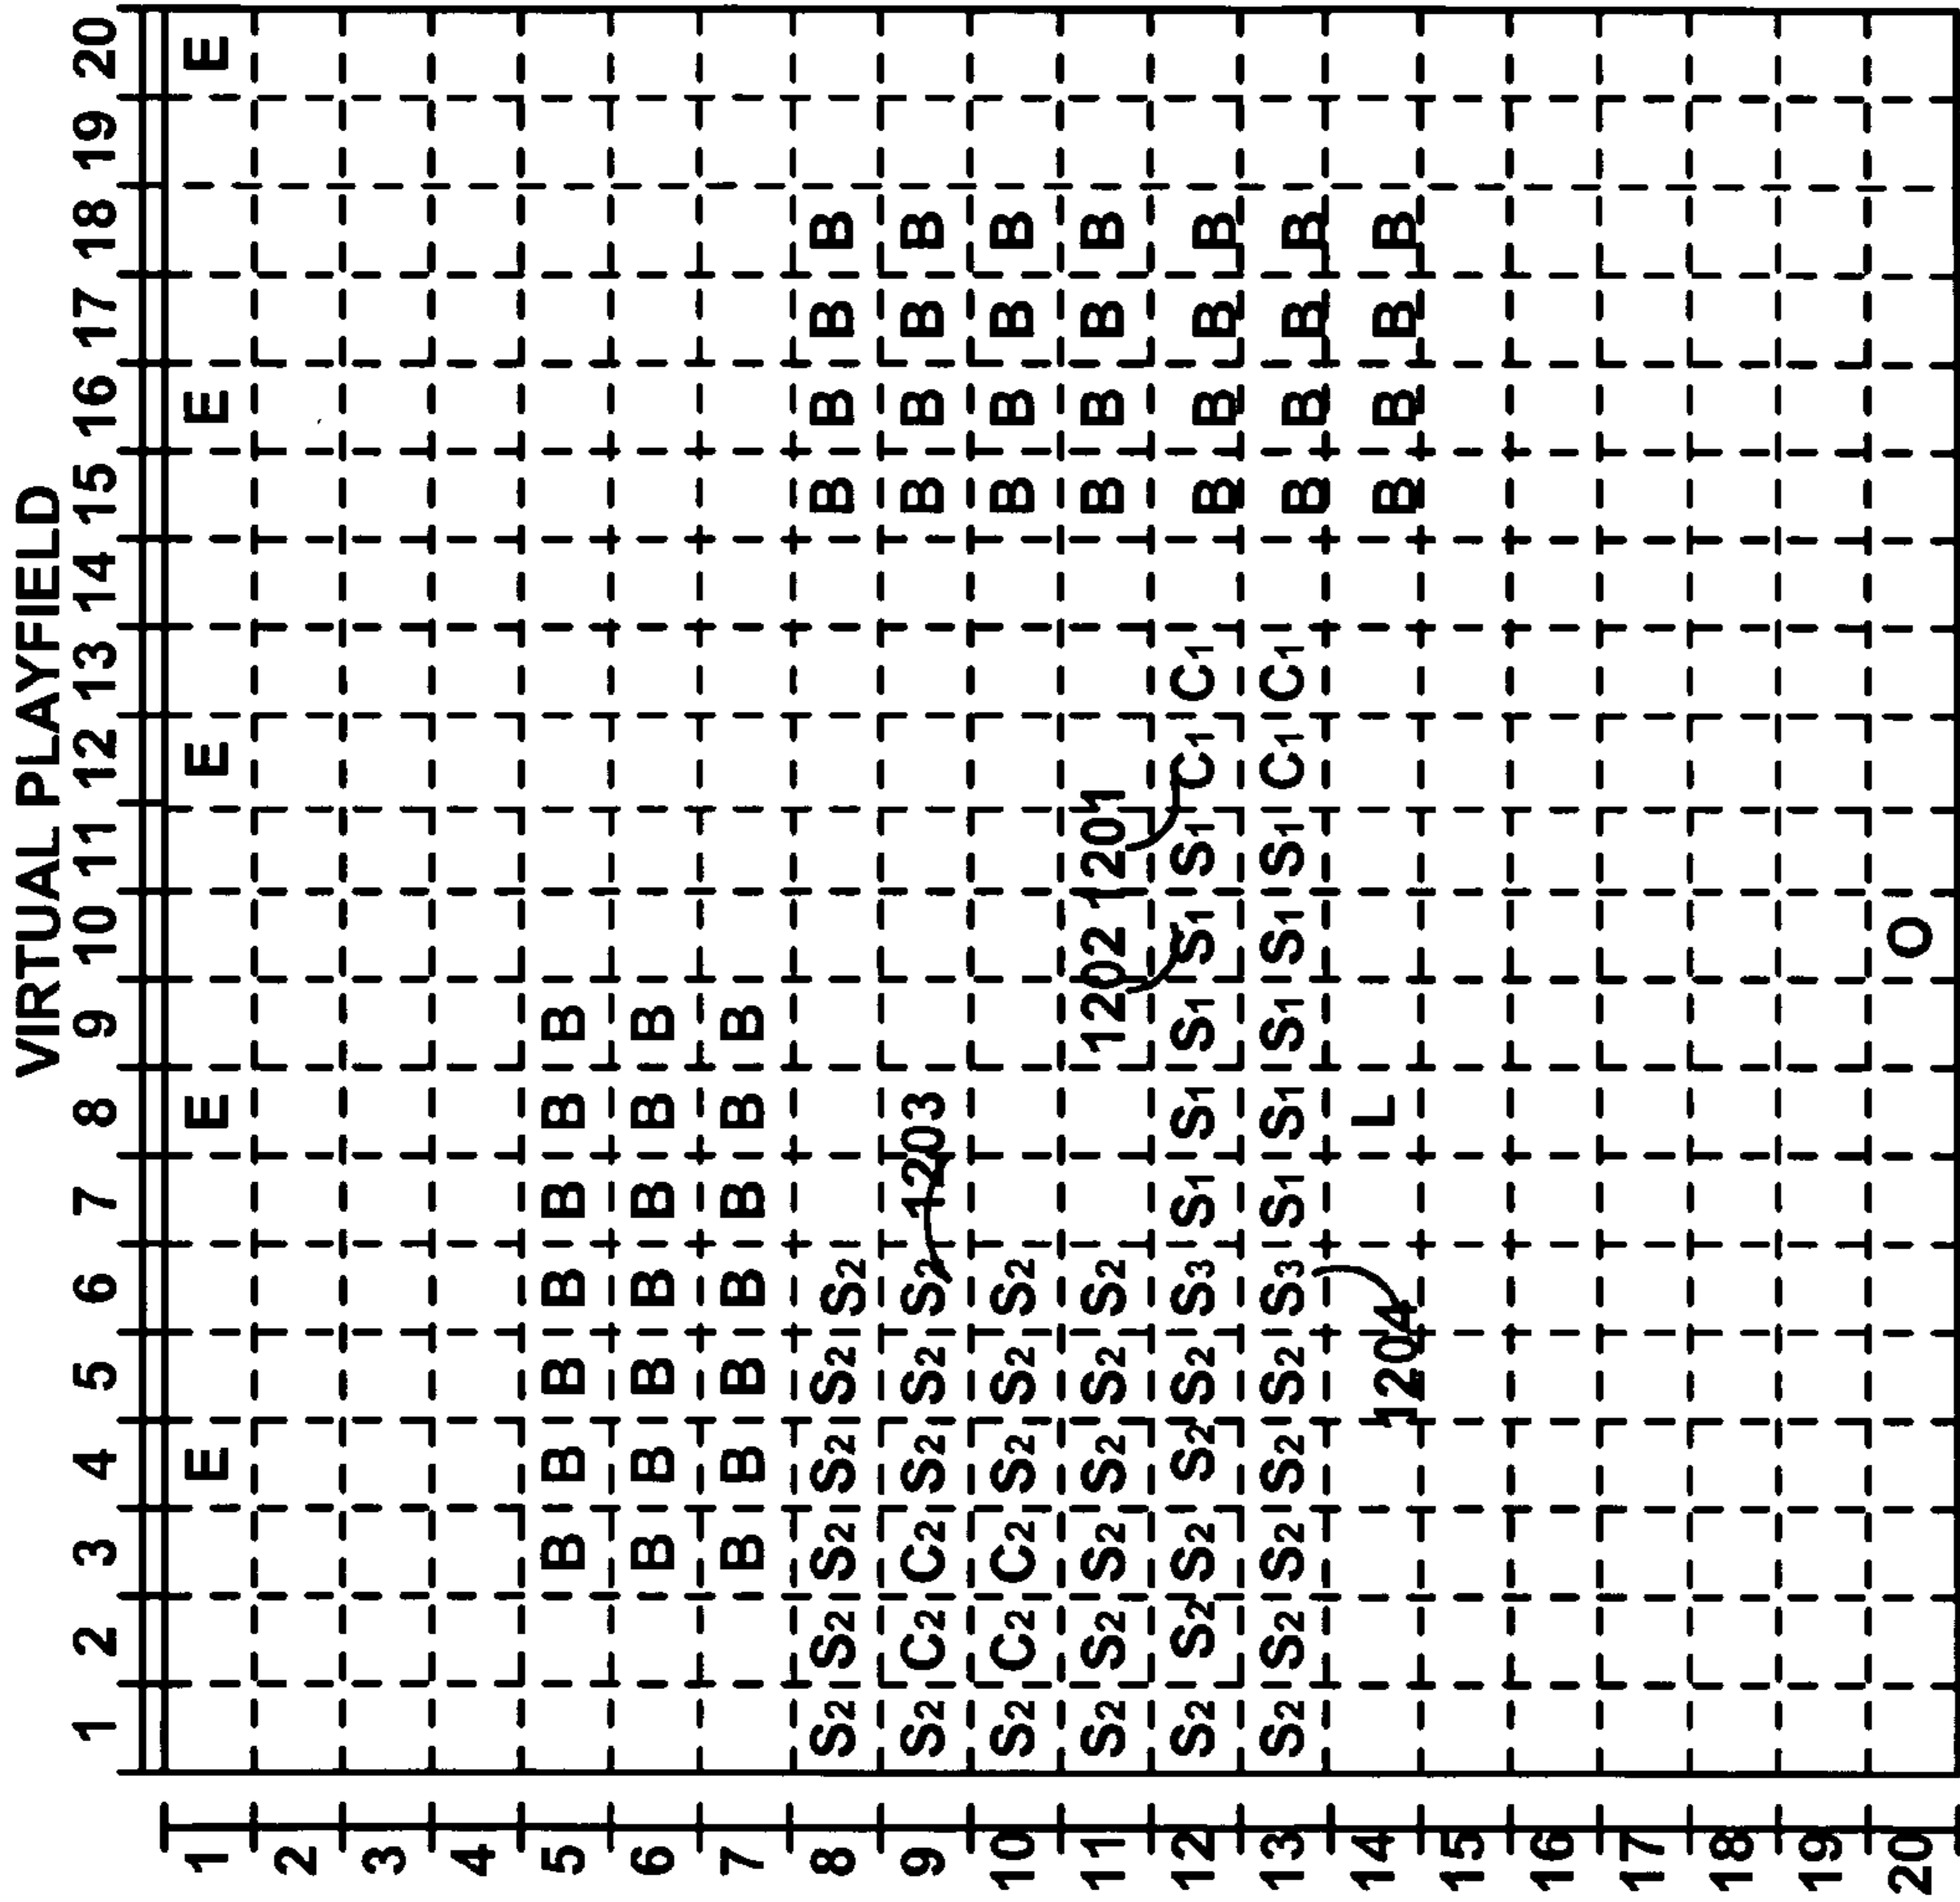 VIRTUAL PLAYFIELD
1 2 3 4 5 6 7 8 9 10 11 12 13 14 15 16 17 18 19 20
1 E E E E E
2
3
4
5 B B B B B B B
6 B B B B B B B
7 B B B B B B B
8 S2 S2 S2 S2 S2 S2 B B B B
9 S2 C2 C2 S2 S2 S2 1203 B B B B
10 S2 C2 C2 S2 S2 S2 B B B B
11 S2 S2 S2 S2 S2 S2 1202 1201 B B B B
12 S2 S2 S2 S2 S2 S3 S1 S1 S1 S1 S1 C1 C1 B B B B
13 S2 S2 S2 S2 S2 S3 S1 S1 S1 S1 S1 C1 C1 B B B B
14 1204 L B B B B
15
16
17
18
19
20 O